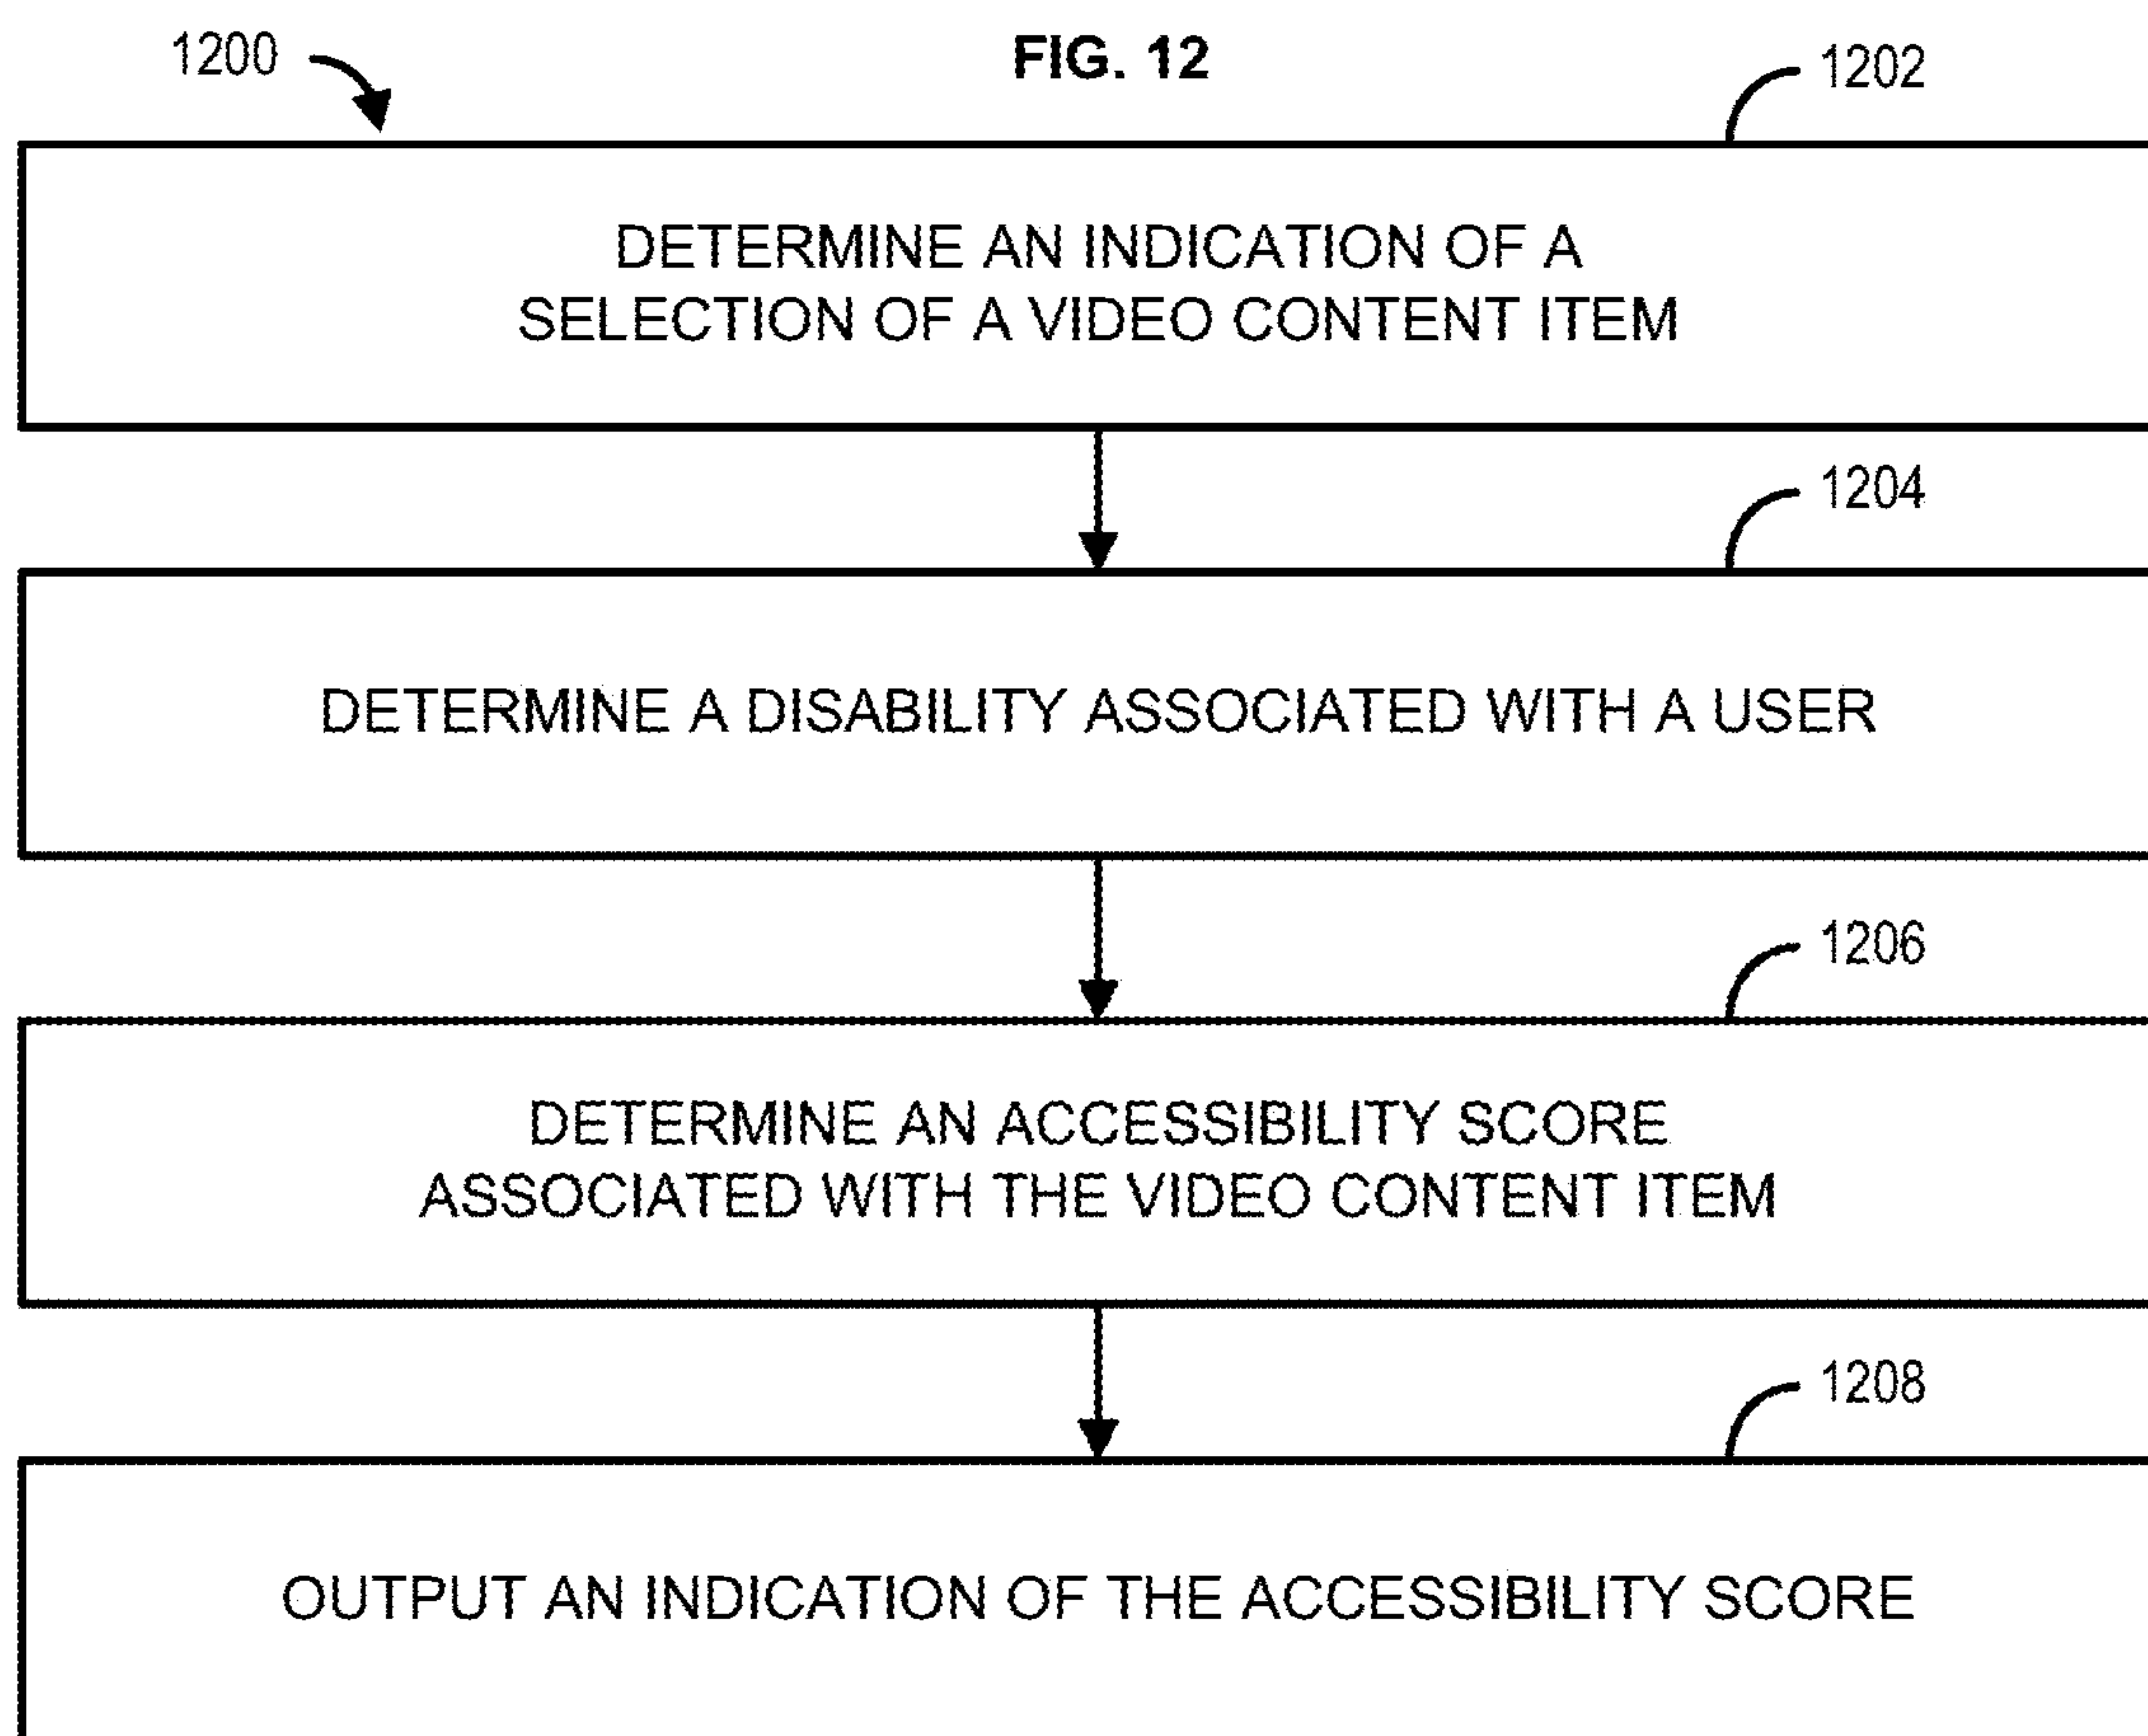 1200
FIG. 12
1202
DETERMINE AN INDICATION OF A
SELECTION OF A VIDEO CONTENT ITEM
1204
DETERMINE A DISABILITY ASSOCIATED WITH A USER
1206
DETERMINE AN ACCESSIBILITY SCORE
ASSOCIATED WITH THE VIDEO CONTENT ITEM
1208
OUTPUT AN INDICATION OF THE ACCESSIBILITY SCORE